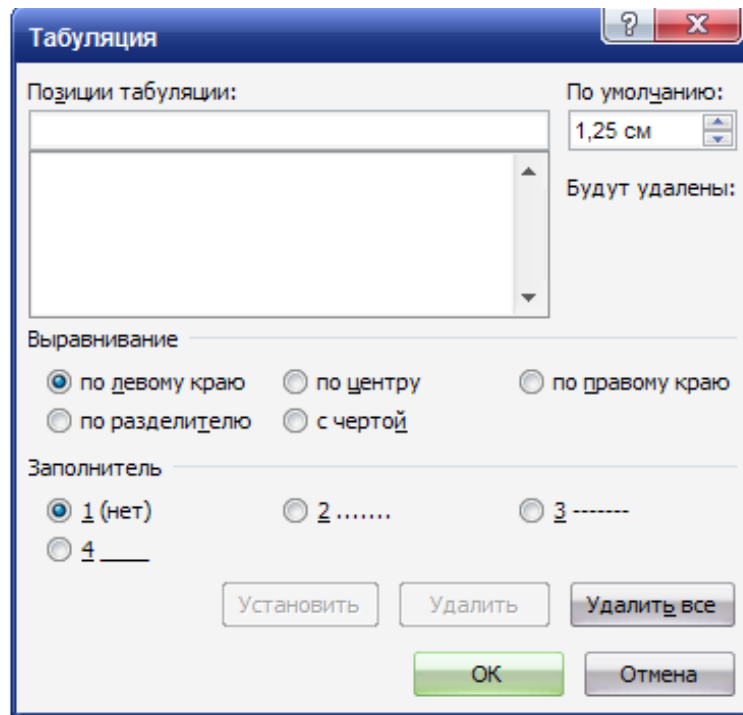 Табуляция
Позиции табуляции: По умолчанию:
1,25 см
Будут удалены:
Выравнивание
по левому краю по центру по правому краю
по разделителю с чертой
Заполнитель
1 (нет) 2 ....... 3 -------
4 ____
Установить Удалить Удалить все
ОК Отмена